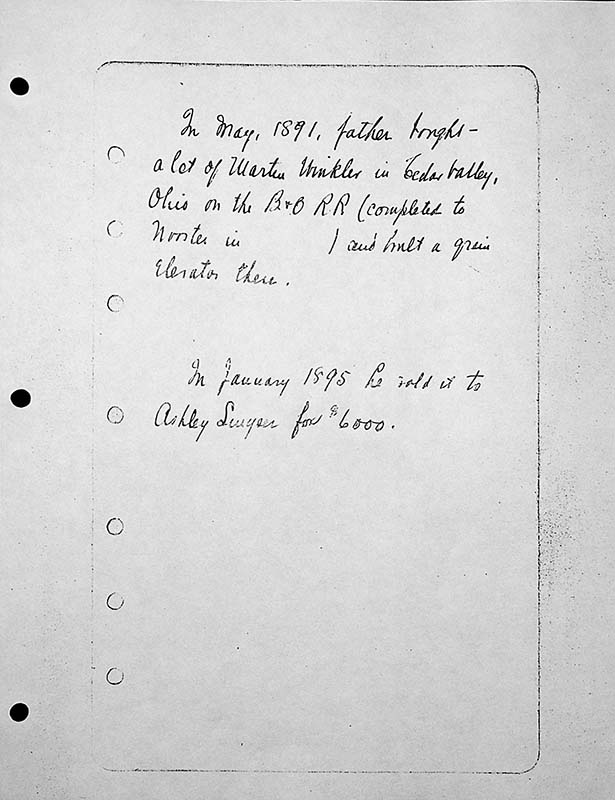 In May, 1891, father bought
a lot of Martin Winkler in Cedar Valley,
Ohio on the B&O RR (completed to
Wooster in ) and built a grain
Elevator there.
In January 1895 he sold it to
Ashley for $6000.